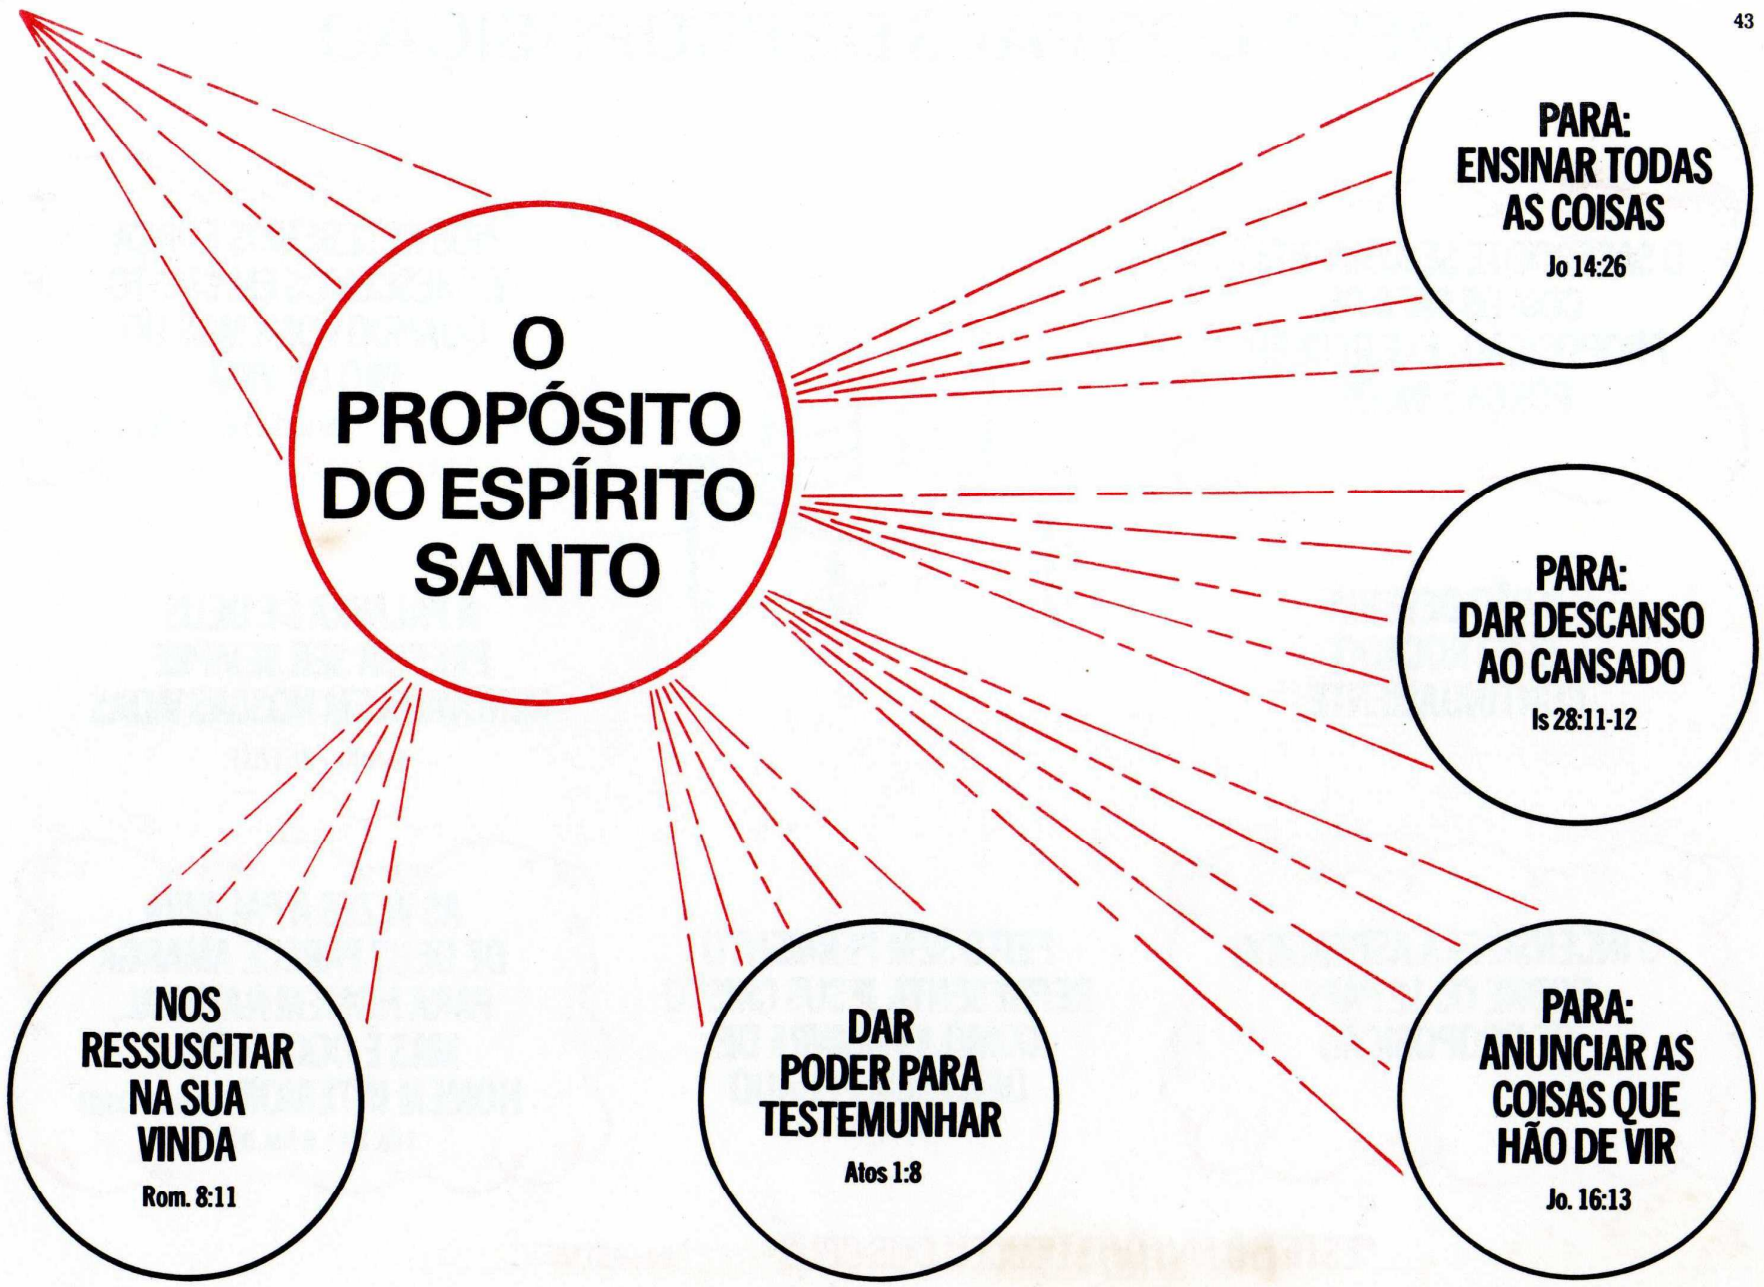 43
O
PROPÓSITO
DO ESPÍRITO
SANTO
PARA:
ENSINAR TODAS
AS COISAS
Jo 14:26
PARA:
DAR DESCANSO
AO CANSADO
Is 28:11-12
PARA:
ANUNCIAR AS
COISAS QUE
HÃO DE VIR
Jo. 16:13
DAR
PODER PARA
TESTEMUNHAR
Atos 1:8
NOS
RESSUSCITAR
NA SUA
VINDA
Rom. 8:11